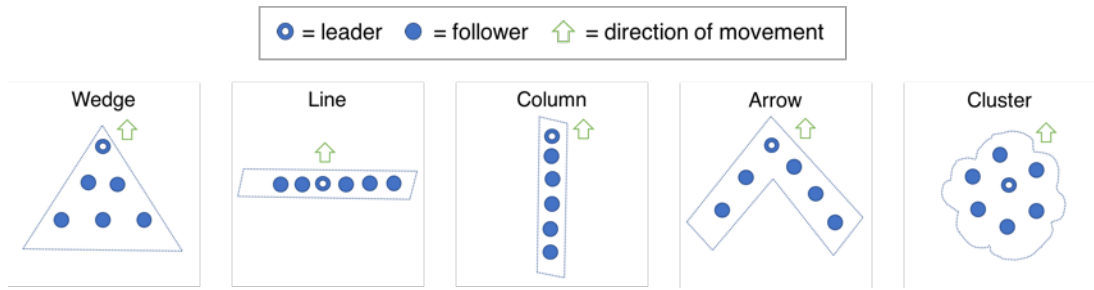 = leader = follower = direction of movement
Wedge Line Column Arrow Cluster